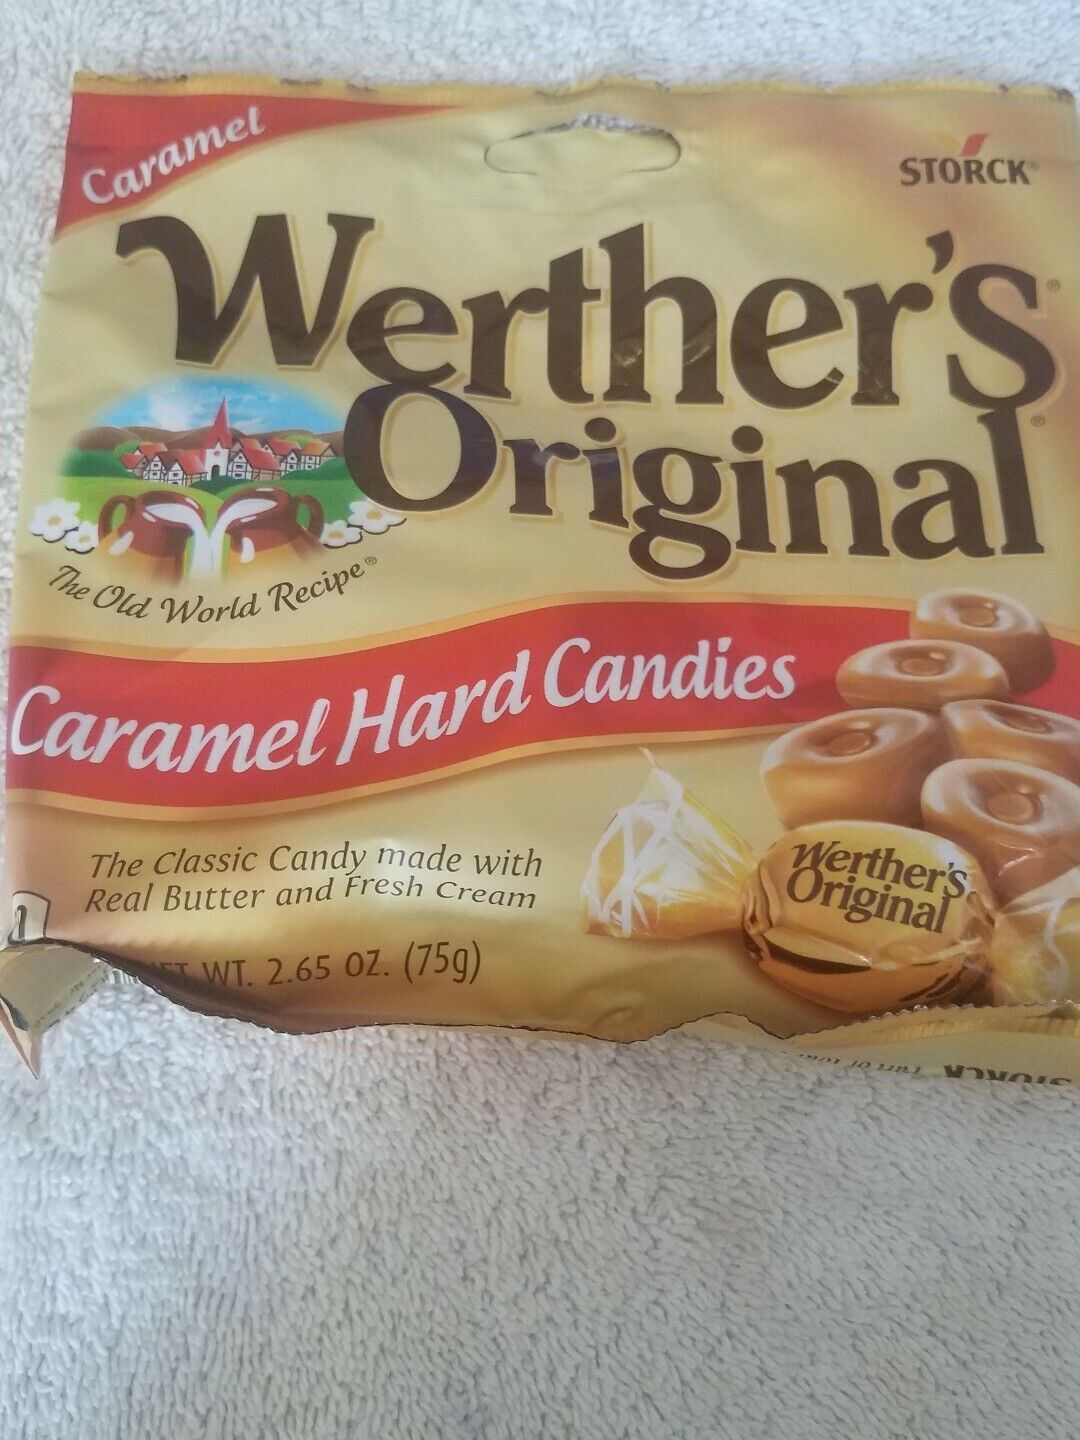 Caramel
STORCK®
Werther's®
Original®
The Old World Recipe®
Caramel Hard Candies
The Classic Candy made with
Real Butter and Fresh Cream
Werther's
Original
NET WT. 2.65 OZ. (75g)
STORCK